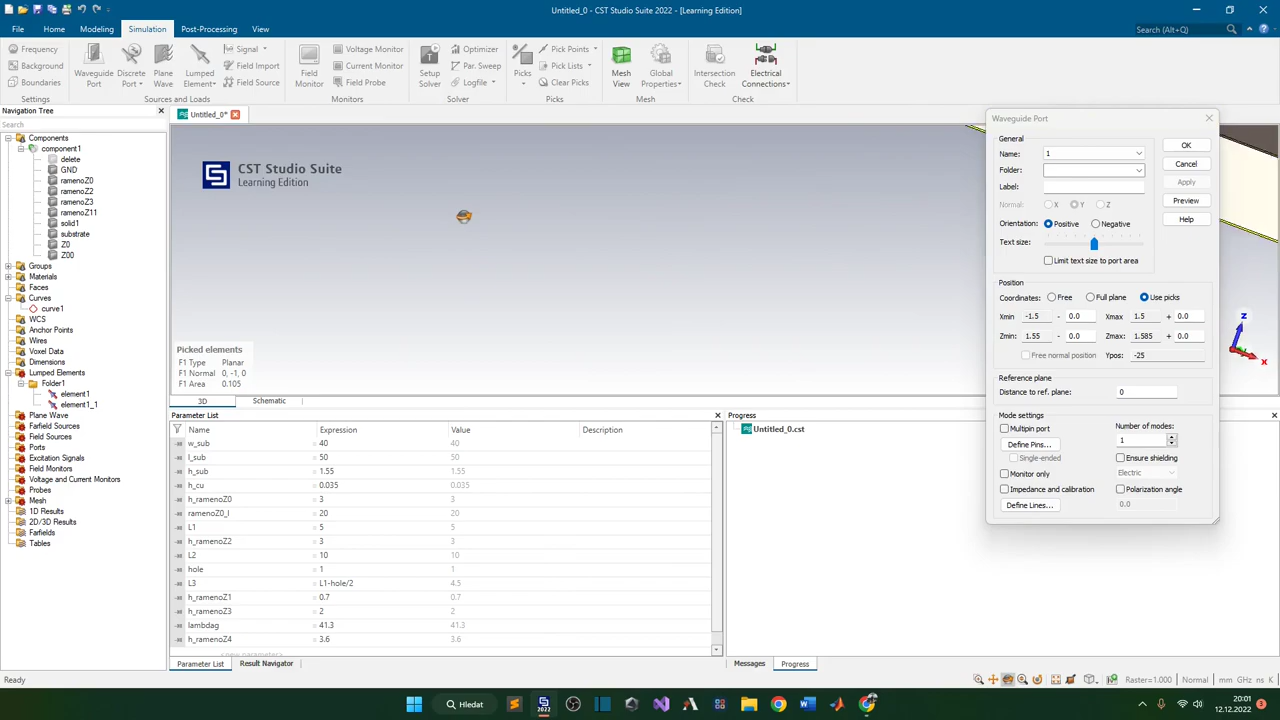 Untitled_0 - CST Studio Suite 2022 - [Learning Edition]
File Home Modeling Simulation Post-Processing View
Search (Alt+Q)
Frequency
Background
Boundaries
Settings
Waveguide Port
Discrete Port
Plane Wave
Lumped Element
Signal
Field Import
Field Source
Sources and Loads
Field Monitor
Voltage Monitor
Current Monitor
Field Probe
Monitors
Setup Solver
Optimizer
Par. Sweep
Logfile
Solver
Picks
Pick Points
Pick Lists
Clear Picks
Picks
Mesh View
Global Properties
Mesh
Intersection Check
Electrical Connections
Check
Navigation Tree
Search
Components
component1
delete
GND
ramenoZ0
ramenoZ2
ramenoZ3
ramenoZ11
solid1
substrate
Z0
Z00
Groups
Materials
Faces
Curves
curve1
WCS
Anchor Points
Wires
Voxel Data
Dimensions
Lumped Elements
Folder1
element1
element1_1
Plane Wave
Farfield Sources
Field Sources
Ports
Excitation Signals
Field Monitors
Voltage and Current Monitors
Probes
Mesh
1D Results
2D/3D Results
Farfields
Tables
Untitled_0*
CST Studio Suite
Learning Edition
Picked elements
F1 Type Planar
F1 Normal 0, -1, 0
F1 Area 0.105
z
x
3D Schematic
Parameter List
Name Expression Value Description
w_sub = 40 40
l_sub = 50 50
h_sub = 1.55 1.55
h_cu = 0.035 0.035
h_ramenoZ0 = 3 3
ramenoZ0_l = 20 20
L1 = 5 5
h_ramenoZ2 = 3 3
L2 = 10 10
hole = 1 1
L3 = L1-hole/2 4.5
h_ramenoZ1 = 0.7 0.7
h_ramenoZ3 = 2 2
lambdag = 41.3 41.3
h_ramenoZ4 = 3.6 3.6
<new parameter>
Parameter List Result Navigator
Progress
Untitled_0.cst
Messages Progress
Waveguide Port
General
Name: 1
Folder:
Label:
Normal: X Y Z
Orientation: Positive Negative
Text size:
Limit text size to port area
OK
Cancel
Apply
Preview
Help
Position
Coordinates: Free Full plane Use picks
Xmin -1.5 - 0.0 Xmax 1.5 + 0.0
Zmin: 1.55 - 0.0 Zmax: 1.585 + 0.0
Free normal position Ypos: -25
Reference plane
Distance to ref. plane: 0
Mode settings
Multipin port
Define Pins...
Single-ended
Monitor only
Impedance and calibration
Define Lines...
Number of modes:
1
Ensure shielding
Electric
Polarization angle
0.0
Ready
Raster=1.000 Normal mm GHz ns K
Hledat
20:01
12.12.2022